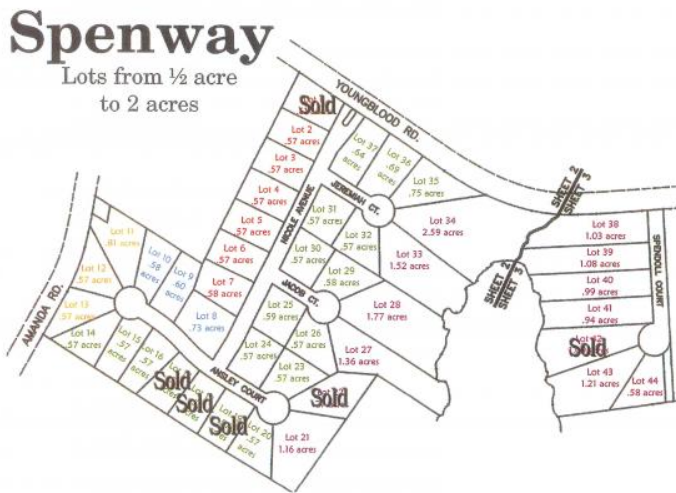 Spenway
Lots from ½ acre
to 2 acres
YOUNGBLOOD RD.
Sold
Lot 2
.57 acres
Lot 3
.57 acres
Lot 4
.57 acres
Lot 5
.57 acres
Lot 6
.57 acres
Lot 7
.58 acres
Lot 8
.73 acres
Lot 9
.60
acres
Lot 10
.58
acres
Lot 11
.81 acres
Lot 12
.57 acres
Lot 13
.57 acres
Lot 14
.57 acres
Lot 15
.57
acres
Lot 16
.57
acres
Sold
Sold
Sold
Lot 20
.57
acres
Lot 21
1.16 acres
Sold
Lot 23
.57 acres
Lot 24
.57 acres
Lot 25
.59 acres
Lot 26
.57 acres
Lot 27
1.36 acres
Lot 28
1.77 acres
Lot 29
.58 acres
Lot 30
.57 acres
Lot 31
.57 acres
Lot 32
.57 acres
Lot 33
1.52 acres
Lot 34
2.59 acres
Lot 35
.75 acres
Lot 36
.69
acres
Lot 37
.64
acres
NICOLE AVENUE
JEREMIAH CT.
JACOB CT.
ANSLEY COURT
AMANDA RD.
SHEET 2
SHEET 3
SHEET 2
SHEET 3
Lot 38
1.03 acres
Lot 39
1.08 acres
Lot 40
.99 acres
Lot 41
.94 acres
Sold
Lot 43
1.21 acres
Lot 44
.58 acres
SPENDOLL COURT